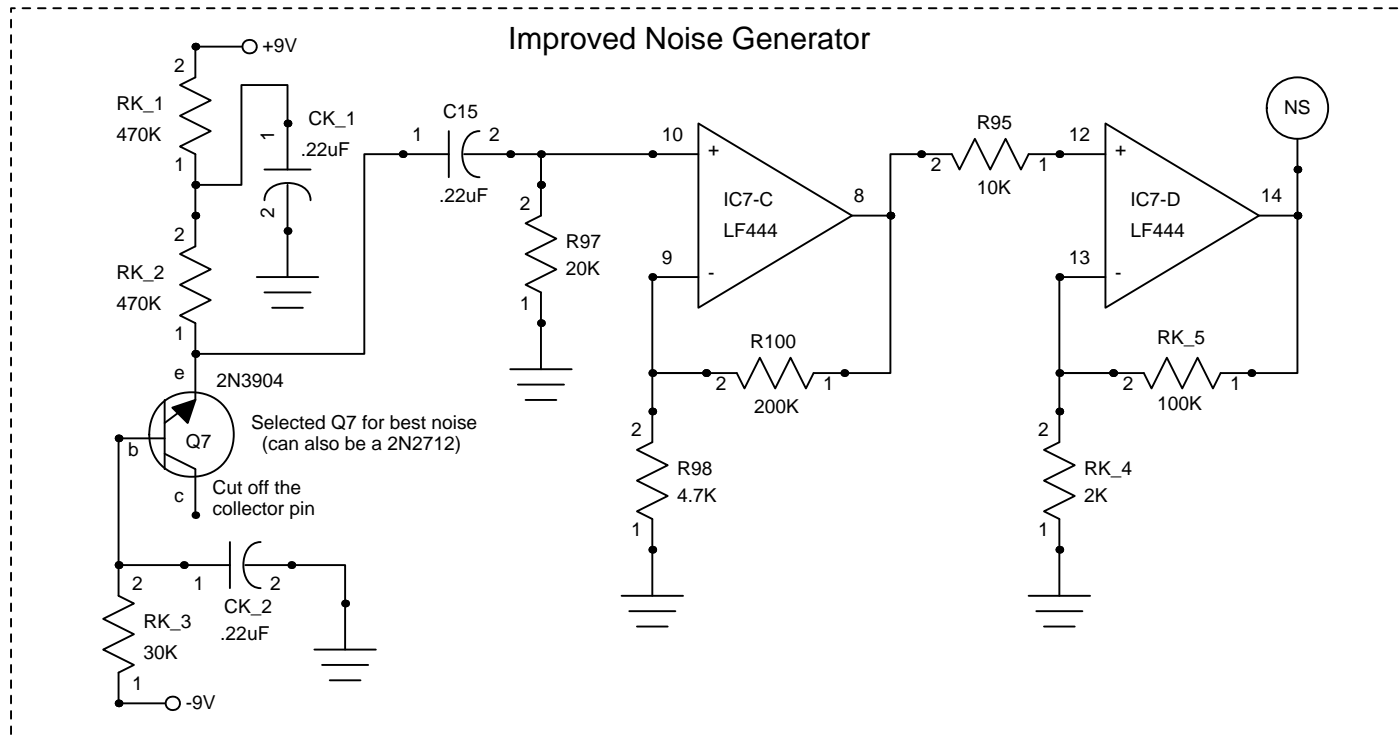 Improved Noise Generator
+9V
2
RK_1
470K
1
CK_1
.22uF
1
2
2
RK_2
470K
1
e
2N3904
Q7
b
c
Selected Q7 for best noise
(can also be a 2N2712)
Cut off the
collector pin
1
2
CK_2
.22uF
2
RK_3
30K
1
-9V
C15
1
2
.22uF
2
R97
20K
1
10
+
IC7-C
LF444
8
9
-
R100
2
1
200K
2
R98
4.7K
1
R95
2
1
10K
12
+
IC7-D
LF444
14
13
-
RK_5
2
1
100K
2
RK_4
2K
1
NS